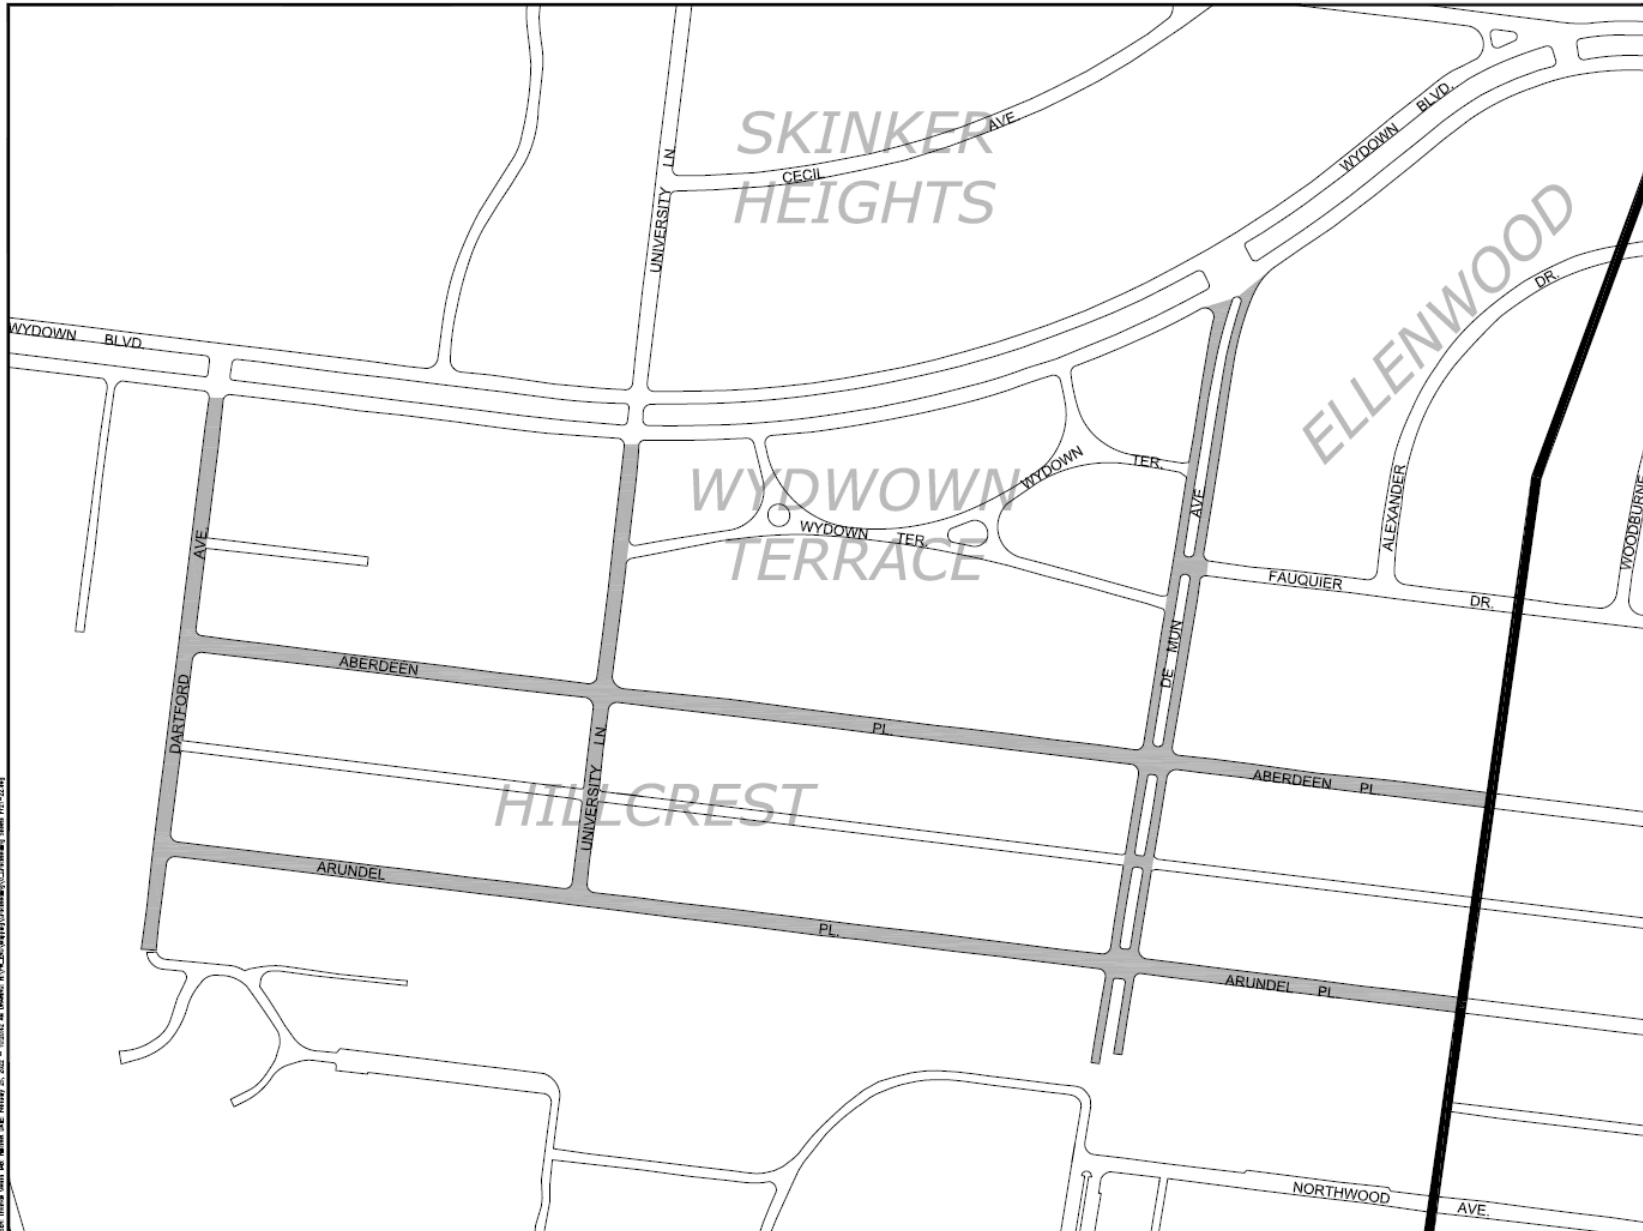 SKINKER
HEIGHTS
CECIL AVE.
UNIVERSITY LN
WYDOWN BLVD.
ELLENWOOD
WYDOWN BLVD.
ALEXANDER DR.
WOODBURNE
WYDWOWN
TERRACE
WYDOWN TER.
WYDOWN TER.
FAUQUIER DR.
DE MUN AVE
DARTFORD AVE.
ABERDEEN PL.
ABERDEEN PL
UNIVERSITY LN
HILLCREST
ARUNDEL PL.
ARUNDEL PL
NORTHWOOD AVE.